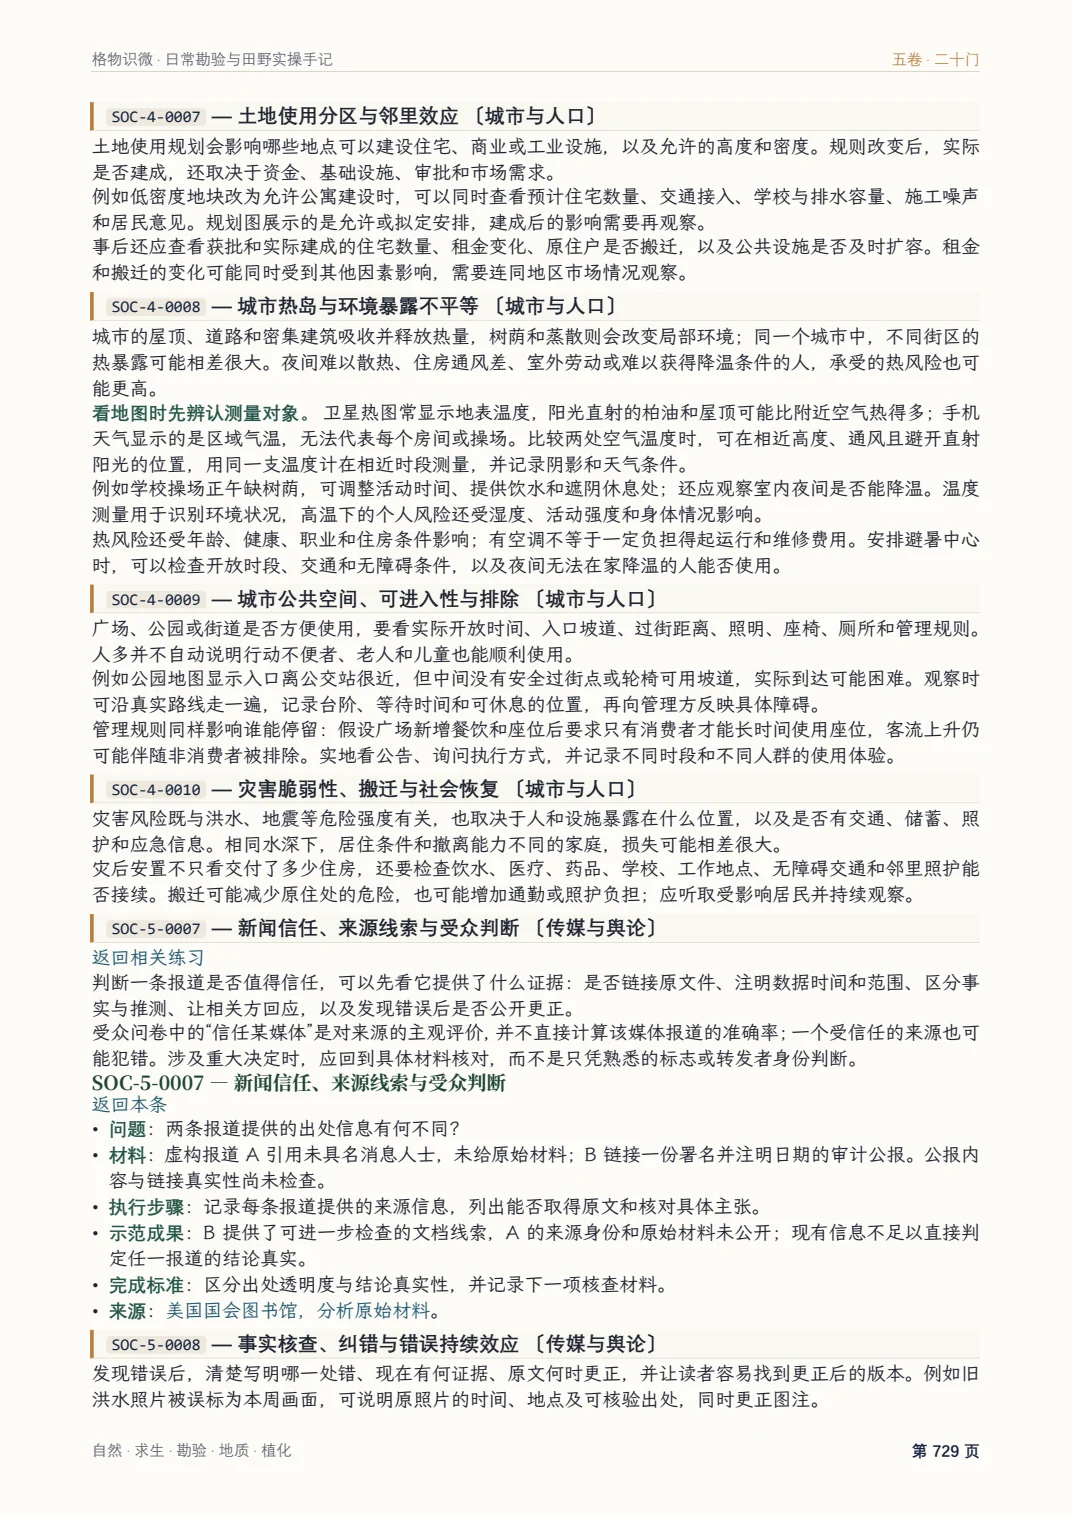 格物识微 · 日常勘验与田野实操手记
五卷 · 二十门
SOC-4-0007 — 土地使用分区与邻里效应 〔城市与人口〕
土地使用规划会影响哪些地点可以建设住宅、商业或工业设施，以及允许的高度和密度。规则改变后，实际
是否建成，还取决于资金、基础设施、审批和市场需求。
例如低密度地块改为允许公寓建设时，可以同时查看预计住宅数量、交通接入、学校与排水容量、施工噪声
和居民意见。规划图展示的是允许或拟定安排，建成后的影响需要再观察。
事后还应查看获批和实际建成的住宅数量、租金变化、原住户是否搬迁，以及公共设施是否及时扩容。租金
和搬迁的变化可能同时受到其他因素影响，需要连同地区市场情况观察。
SOC-4-0008 — 城市热岛与环境暴露不平等 〔城市与人口〕
城市的屋顶、道路和密集建筑吸收并释放热量，树荫和蒸散则会改变局部环境；同一个城市中，不同街区的
热暴露可能相差很大。夜间难以散热、住房通风差、室外劳动或难以获得降温条件的人，承受的热风险也可
能更高。
看地图时先辨认测量对象。 卫星热图常显示地表温度，阳光直射的柏油和屋顶可能比附近空气热得多；手机
天气显示的是区域气温，无法代表每个房间或操场。比较两处空气温度时，可在相近高度、通风且避开直射
阳光的位置，用同一支温度计在相近时段测量，并记录阴影和天气条件。
例如学校操场正午缺树荫，可调整活动时间、提供饮水和遮阴休息处；还应观察室内夜间是否能降温。温度
测量用于识别环境状况，高温下的个人风险还受湿度、活动强度和身体情况影响。
热风险还受年龄、健康、职业和住房条件影响；有空调不等于一定负担得起运行和维修费用。安排避暑中心
时，可以检查开放时段、交通和无障碍条件，以及夜间无法在家降温的人能否使用。
SOC-4-0009 — 城市公共空间、可进入性与排除 〔城市与人口〕
广场、公园或街道是否方便使用，要看实际开放时间、入口坡道、过街距离、照明、座椅、厕所和管理规则。
人多并不自动说明行动不便者、老人和儿童也能顺利使用。
例如公园地图显示入口离公交站很近，但中间没有安全过街点或轮椅可用坡道，实际到达可能困难。观察时
可沿真实路线走一遍，记录台阶、等待时间和可休息的位置，再向管理方反映具体障碍。
管理规则同样影响谁能停留：假设广场新增餐饮和座位后要求只有消费者才能长时间使用座位，客流上升仍
可能伴随非消费者被排除。实地看公告、询问执行方式，并记录不同时段和不同人群的使用体验。
SOC-4-0010 — 灾害脆弱性、搬迁与社会恢复 〔城市与人口〕
灾害风险既与洪水、地震等危险强度有关，也取决于人和设施暴露在什么位置，以及是否有交通、储蓄、照
护和应急信息。相同水深下，居住条件和撤离能力不同的家庭，损失可能相差很大。
灾后安置不只看交付了多少住房，还要检查饮水、医疗、药品、学校、工作地点、无障碍交通和邻里照护能
否接续。搬迁可能减少原住处的危险，也可能增加通勤或照护负担；应听取受影响居民并持续观察。
SOC-5-0007 — 新闻信任、来源线索与受众判断 〔传媒与舆论〕
返回相关练习
判断一条报道是否值得信任，可以先看它提供了什么证据：是否链接原文件、注明数据时间和范围、区分事
实与推测、让相关方回应，以及发现错误后是否公开更正。
受众问卷中的“信任某媒体”是对来源的主观评价，并不直接计算该媒体报道的准确率；一个受信任的来源也可
能犯错。涉及重大决定时，应回到具体材料核对，而不是只凭熟悉的标志或转发者身份判断。
SOC-5-0007 — 新闻信任、来源线索与受众判断
返回本条
• 问题：两条报道提供的出处信息有何不同？
• 材料：虚构报道 A 引用未具名消息人士，未给原始材料；B 链接一份署名并注明日期的审计公报。公报内
容与链接真实性尚未检查。
• 执行步骤：记录每条报道提供的来源信息，列出能否取得原文和核对具体主张。
• 示范成果：B 提供了可进一步检查的文档线索，A 的来源身份和原始材料未公开；现有信息不足以直接判
定任一报道的结论真实。
• 完成标准：区分出处透明度与结论真实性，并记录下一项核查材料。
• 来源：美国国会图书馆，分析原始材料。
SOC-5-0008 — 事实核查、纠错与错误持续效应 〔传媒与舆论〕
发现错误后，清楚写明哪一处错、现在有何证据、原文何时更正，并让读者容易找到更正后的版本。例如旧
洪水照片被误标为本周画面，可说明原照片的时间、地点及可核验出处，同时更正图注。
自然 · 求生 · 勘验 · 地质 · 植化
第 729 页